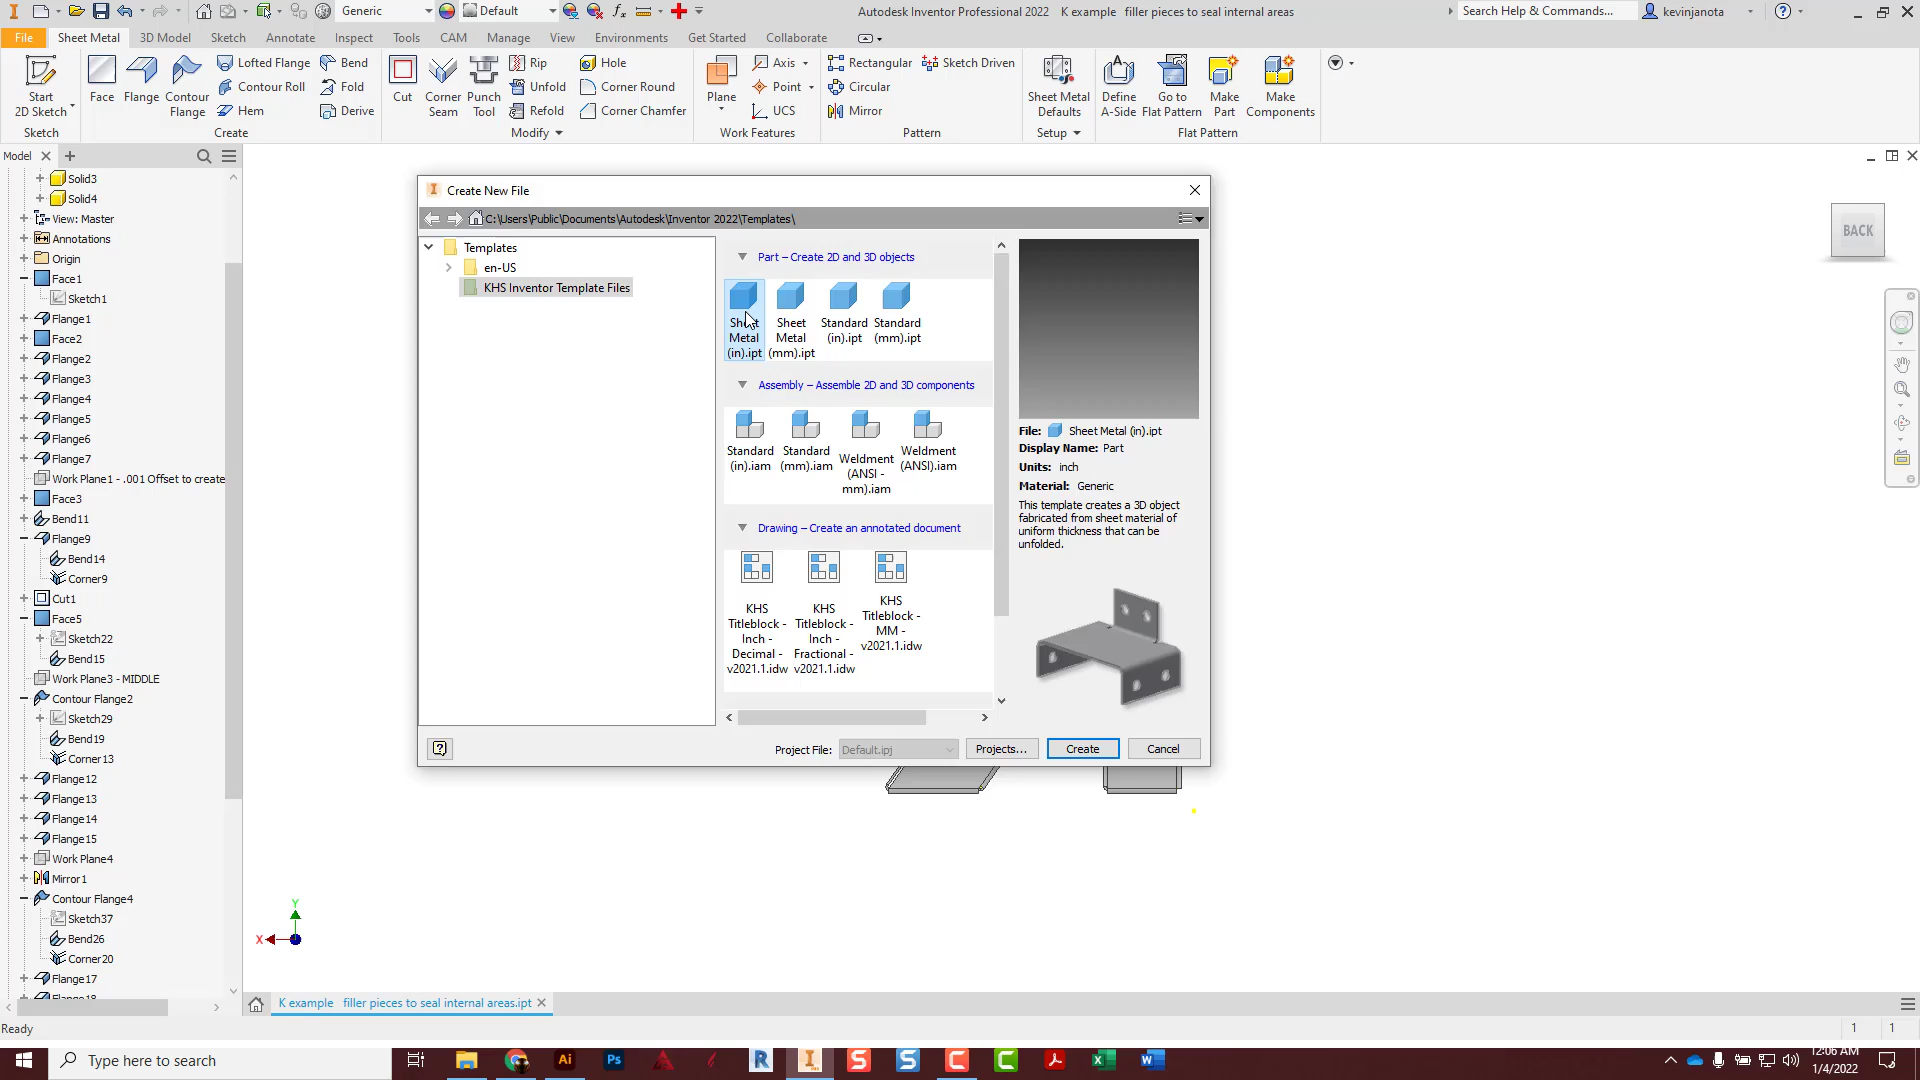 Generic
Default
Autodesk Inventor Professional 2022 K example filler pieces to seal internal areas
Search Help & Commands...
kevinjanota
File Sheet Metal 3D Model Sketch Annotate Inspect Tools CAM Manage View Environments Get Started Collaborate
Start
2D Sketch
Sketch
Face
Flange
Contour
Flange
Lofted Flange
Contour Roll
Hem
Bend
Fold
Derive
Create
Cut
Corner
Seam
Punch
Tool
Rip
Unfold
Refold
Hole
Corner Round
Corner Chamfer
Modify
Plane
Axis
Point
UCS
Work Features
Rectangular
Circular
Mirror
Sketch Driven
Pattern
Sheet Metal
Defaults
Setup
Define
A-Side
Go to
Flat Pattern
Make
Part
Make
Components
Flat Pattern
Model
Solid3
Solid4
View: Master
Annotations
Origin
Face1
Sketch1
Flange1
Face2
Flange2
Flange3
Flange4
Flange5
Flange6
Flange7
Work Plane1 - .001 Offset to create
Face3
Bend11
Flange9
Bend14
Corner9
Cut1
Face5
Sketch22
Bend15
Work Plane3 - MIDDLE
Contour Flange2
Sketch29
Bend19
Corner13
Flange12
Flange13
Flange14
Flange15
Work Plane4
Mirror1
Contour Flange4
Sketch37
Bend26
Corner20
Flange17
Flange18
Create New File
C:\Users\Public\Documents\Autodesk\Inventor 2022\Templates\
Templates
en-US
KHS Inventor Template Files
Part – Create 2D and 3D objects
Sheet
Metal
(in).ipt
Sheet
Metal
(mm).ipt
Standard
(in).ipt
Standard
(mm).ipt
Assembly – Assemble 2D and 3D components
Standard
(in).iam
Standard
(mm).iam
Weldment
(ANSI -
mm).iam
Weldment
(ANSI).iam
Drawing – Create an annotated document
KHS
Titleblock -
Inch -
Decimal -
v2021.1.idw
KHS
Titleblock -
Inch -
Fractional -
v2021.1.idw
KHS
Titleblock -
MM -
v2021.1.idw
File: Sheet Metal (in).ipt
Display Name: Part
Units: inch
Material: Generic
This template creates a 3D object
fabricated from sheet material of
uniform thickness that can be
unfolded.
Project File: Default.ipj
Projects...
Create
Cancel
BACK
Y
X
K example filler pieces to seal internal areas.ipt
Ready
1 1
Type here to search
12:06 AM
1/4/2022